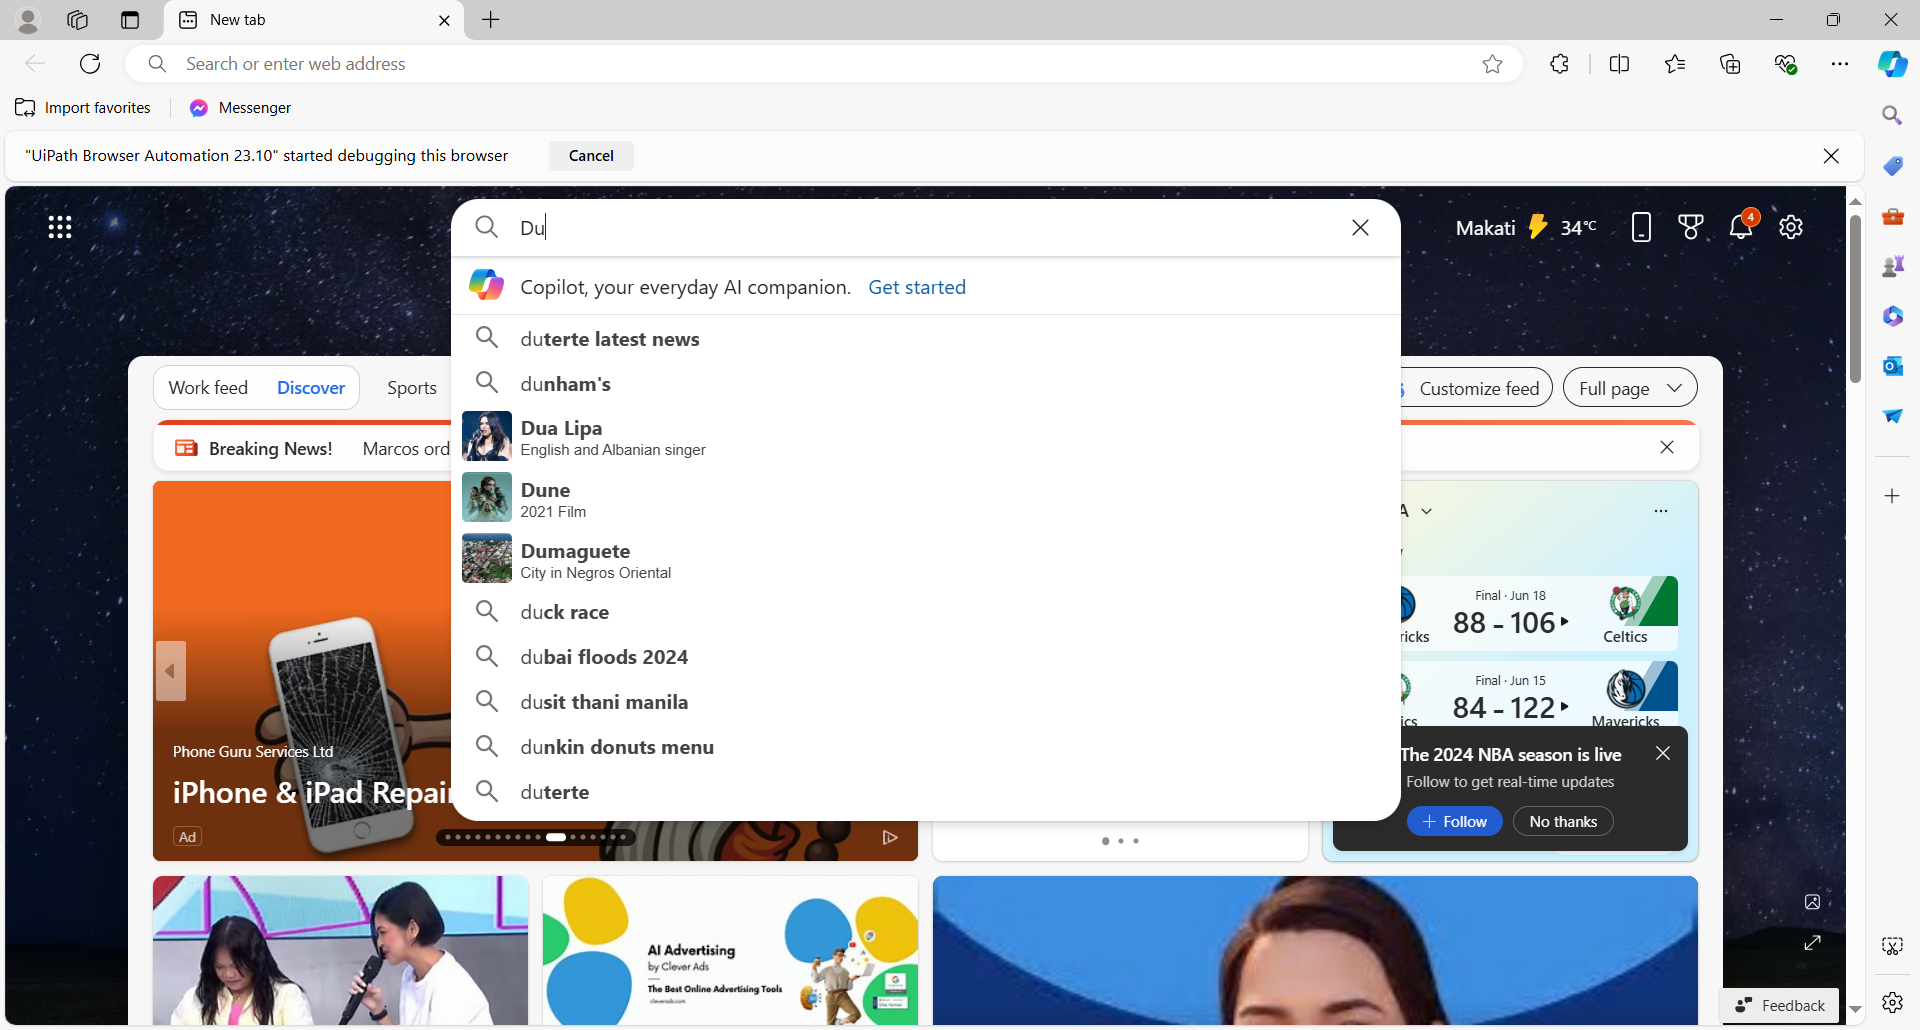 New tab
Search or enter web address
Import favorites
Messenger
"UiPath Browser Automation 23.10" started debugging this browser
Cancel
Du
Makati
34°C
4
Copilot, your everyday AI companion. Get started
duterte latest news
dunham's
Dua Lipa
English and Albanian singer
Dune
2021 Film
Dumaguete
City in Negros Oriental
duck race
dubai floods 2024
dusit thani manila
dunkin donuts menu
duterte
Work feed
Discover
Sports
Customize feed
Full page
Breaking News!
Marcos ord
Phone Guru Services Ltd
iPhone & iPad Repair
Ad
A
Final · Jun 18
88 - 106
ricks
Celtics
Final · Jun 15
84 - 122
ics
Mavericks
The 2024 NBA season is live
Follow to get real-time updates
+ Follow
No thanks
AI Advertising
by Clever Ads
The Best Online Advertising Tools
cleverads.com
Feedback